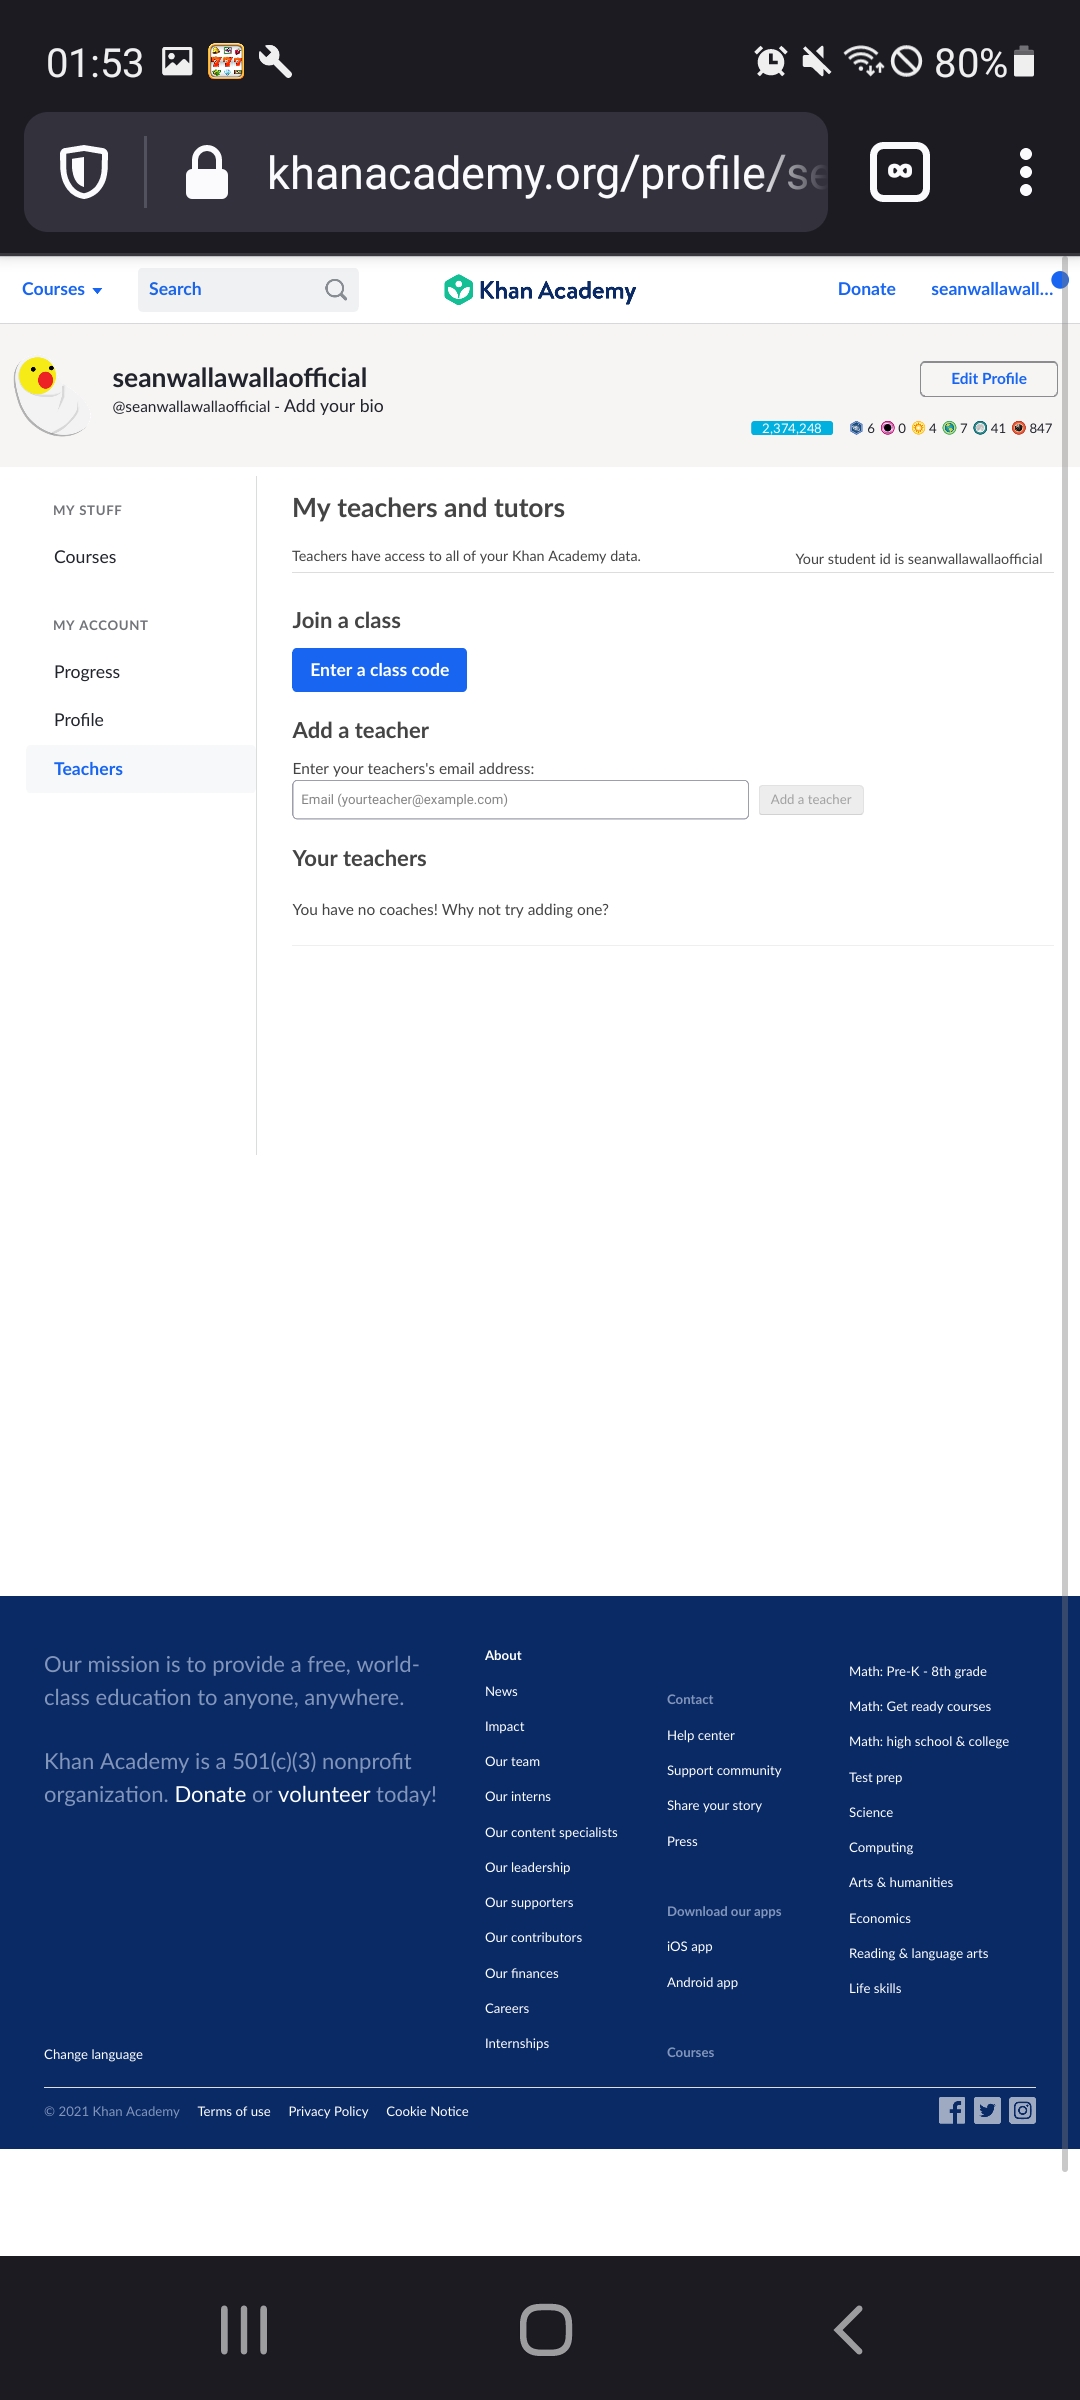 01:53
80%
khanacademy.org/profile/se
Courses
Search
Khan Academy
Donate
seanwallawall...
seanwallawallaofficial
@seanwallawallaofficial - Add your bio
Edit Profile
2,374,248 6 0 4 7 41 847
MY STUFF
Courses
MY ACCOUNT
Progress
Profile
Teachers
My teachers and tutors
Teachers have access to all of your Khan Academy data.
Your student id is seanwallawallaofficial
Join a class
Enter a class code
Add a teacher
Enter your teachers's email address:
Email (yourteacher@example.com)
Add a teacher
Your teachers
You have no coaches! Why not try adding one?
Our mission is to provide a free, world-
class education to anyone, anywhere.
Khan Academy is a 501(c)(3) nonprofit
organization. Donate or volunteer today!
Change language
About
News
Impact
Our team
Our interns
Our content specialists
Our leadership
Our supporters
Our contributors
Our finances
Careers
Internships
Contact
Help center
Support community
Share your story
Press
Download our apps
iOS app
Android app
Courses
Math: Pre-K - 8th grade
Math: Get ready courses
Math: high school & college
Test prep
Science
Computing
Arts & humanities
Economics
Reading & language arts
Life skills
© 2021 Khan Academy Terms of use Privacy Policy Cookie Notice